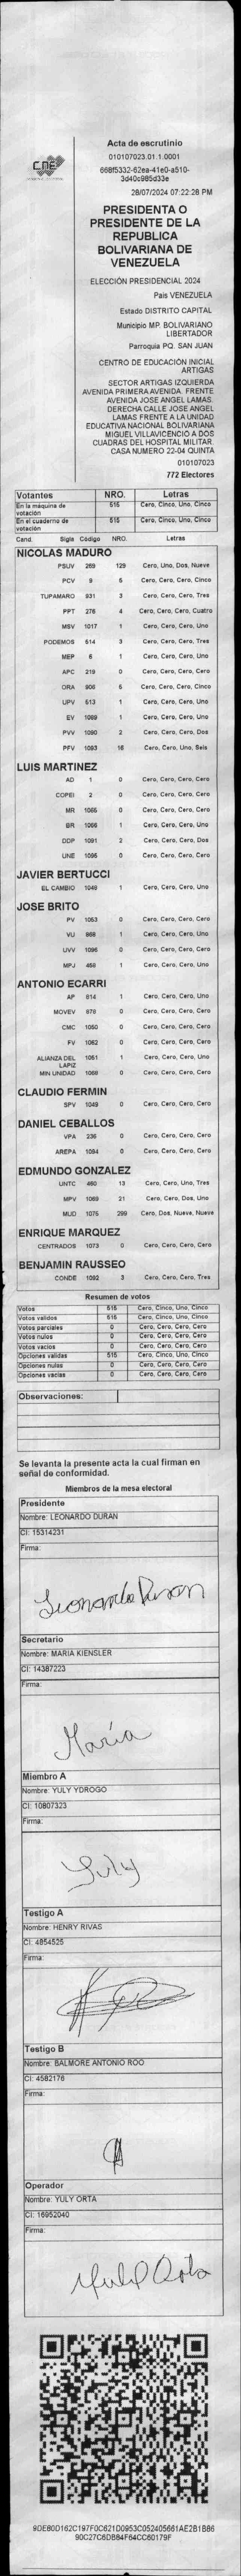 CNE
Acta de escrutinio
010107023.01.1.0001
668f5332-62ea-41e0-a510-
3d40c985d33e
28/07/2024 07:22:28 PM
PRESIDENTA O
PRESIDENTE DE LA
REPUBLICA
BOLIVARIANA DE
VENEZUELA
ELECCIÓN PRESIDENCIAL 2024
Pais VENEZUELA
Estado DISTRITO CAPITAL
Municipio MP. BOLIVARIANO
LIBERTADOR
Parroquia PQ. SAN JUAN
CENTRO DE EDUCACIÓN INICIAL
ARTIGAS
SECTOR ARTIGAS IZQUIERDA
AVENIDA PRIMERA AVENIDA. FRENTE
AVENIDA JOSE ANGEL LAMAS.
DERECHA CALLE JOSE ANGEL
LAMAS FRENTE A LA UNIDAD
EDUCATIVA NACIONAL BOLIVARIANA
MIGUEL VILLAVICENCIO A DOS
CUADRAS DEL HOSPITAL MILITAR.
CASA NUMERO 22-04 QUINTA
010107023
772 Electores
Votantes NRO. Letras
En la máquina de votación 515 Cero, Cinco, Uno, Cinco
En el cuaderno de votación 515 Cero, Cinco, Uno, Cinco
Cand. Sigla Codigo NRO. Letras
NICOLAS MADURO
PSUV 269 129 Cero, Uno, Dos, Nueve
PCV 9 5 Cero, Cero, Cero, Cinco
TUPAMARO 931 3 Cero, Cero, Cero, Tres
PPT 276 4 Cero, Cero, Cero, Cuatro
MSV 1017 1 Cero, Cero, Cero, Uno
PODEMOS 514 3 Cero, Cero, Cero, Tres
MEP 6 1 Cero, Cero, Cero, Uno
APC 219 0 Cero, Cero, Cero, Cero
ORA 906 5 Cero, Cero, Cero, Cinco
UPV 513 1 Cero, Cero, Cero, Uno
EV 1089 1 Cero, Cero, Cero, Uno
PVV 1090 2 Cero, Cero, Cero, Dos
PFV 1093 16 Cero, Cero, Uno, Seis
LUIS MARTINEZ
AD 1 0 Cero, Cero, Cero, Cero
COPEI 2 0 Cero, Cero, Cero, Cero
MR 1065 0 Cero, Cero, Cero, Cero
BR 1066 1 Cero, Cero, Cero, Uno
DDP 1091 2 Cero, Cero, Cero, Dos
UNE 1095 0 Cero, Cero, Cero, Cero
JAVIER BERTUCCI
EL CAMBIO 1048 1 Cero, Cero, Cero, Uno
JOSE BRITO
PV 1053 0 Cero, Cero, Cero, Cero
VU 968 1 Cero, Cero, Cero, Uno
UVV 1096 0 Cero, Cero, Cero, Cero
MPJ 458 1 Cero, Cero, Cero, Uno
ANTONIO ECARRI
AP 814 1 Cero, Cero, Cero, Uno
MOVEV 978 0 Cero, Cero, Cero, Cero
CMC 1050 0 Cero, Cero, Cero, Cero
FV 1062 0 Cero, Cero, Cero, Cero
ALIANZA DEL LAPIZ 1051 1 Cero, Cero, Cero, Uno
MIN UNIDAD 1068 0 Cero, Cero, Cero, Cero
CLAUDIO FERMIN
SPV 1049 0 Cero, Cero, Cero, Cero
DANIEL CEBALLOS
VPA 236 0 Cero, Cero, Cero, Cero
AREPA 1094 0 Cero, Cero, Cero, Cero
EDMUNDO GONZALEZ
UNTC 460 13 Cero, Cero, Uno, Tres
MPV 1069 21 Cero, Cero, Dos, Uno
MUD 1075 299 Cero, Dos, Nueve, Nueve
ENRIQUE MARQUEZ
CENTRADOS 1073 0 Cero, Cero, Cero, Cero
BENJAMIN RAUSSEO
CONDE 1092 3 Cero, Cero, Cero, Tres
Resumen de votos
Votos 515 Cero, Cinco, Uno, Cinco
Votos validos 515 Cero, Cinco, Uno, Cinco
Votos parciales 0 Cero, Cero, Cero, Cero
Votos nulos 0 Cero, Cero, Cero, Cero
Votos vacios 0 Cero, Cero, Cero, Cero
Opciones validas 515 Cero, Cinco, Uno, Cinco
Opciones nulas 0 Cero, Cero, Cero, Cero
Opciones vacias 0 Cero, Cero, Cero, Cero
Observaciones:
Se levanta la presente acta la cual firman en
señal de conformidad.
Miembros de la mesa electoral
Presidente
Nombre: LEONARDO DURAN
CI: 15314231
Firma:
Leonardo Duran
Secretario
Nombre: MARIA KIENSLER
CI: 14387223
Firma:
María
Miembro A
Nombre: YULY YDROGO
CI: 10807323
Firma:
Yuly
Testigo A
Nombre: HENRY RIVAS
CI: 4854525
Firma:
Testigo B
Nombre: BALMORE ANTONIO ROO
CI: 4582176
Firma:
Operador
Nombre: YULY ORTA
CI: 16952040
Firma:
Yuly Orta
9DE80D162C197F0C621D0953C052405661AE2B1B86
90C27C6DB84F64CC60179F